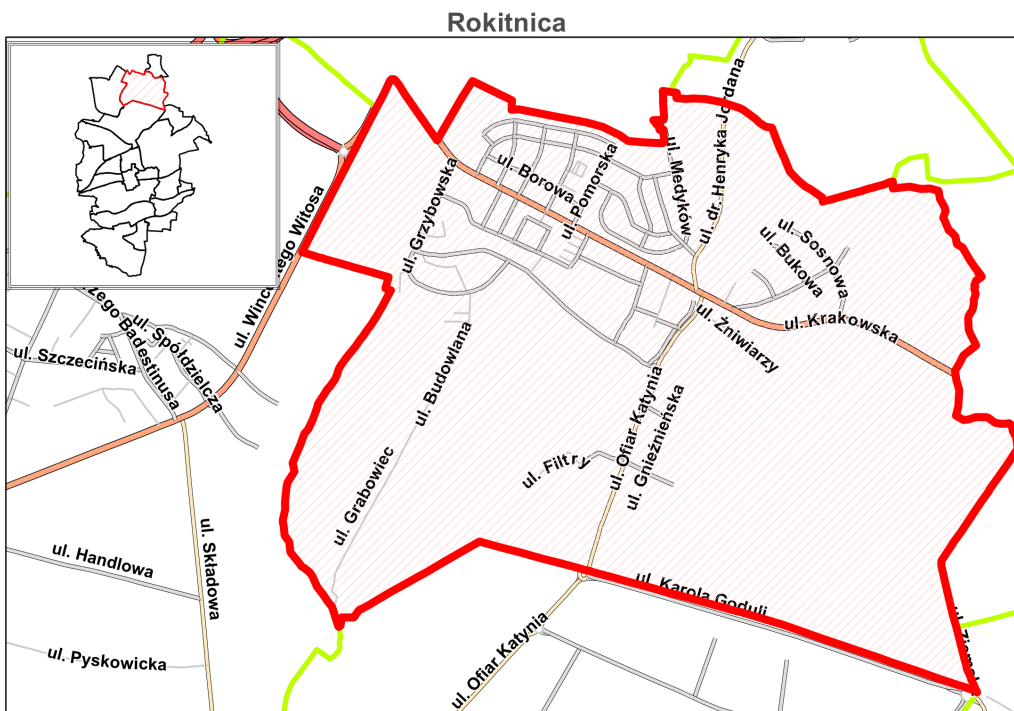 Rokitnica
ul. dr. Henryka Jordana
ul. Medyków
ul. Pomorska
ul. Borowa
ul. Grzybowska
ul. Sosnowa
ul. Bukowa
ul. Krakowska
ul. Żniwiarzy
ul. Wincentego Witosa
ul. Spółdzielcza
Badestinusa
ul. Szczecińska
ul. Budowlana
ul. Ofiar Katynia
ul. Gnieźnieńska
ul. Filtry
ul. Grabowiec
ul. Składowa
ul. Handlowa
ul. Karola Goduli
ul. Pyskowicka
ul. Ofiar Katynia